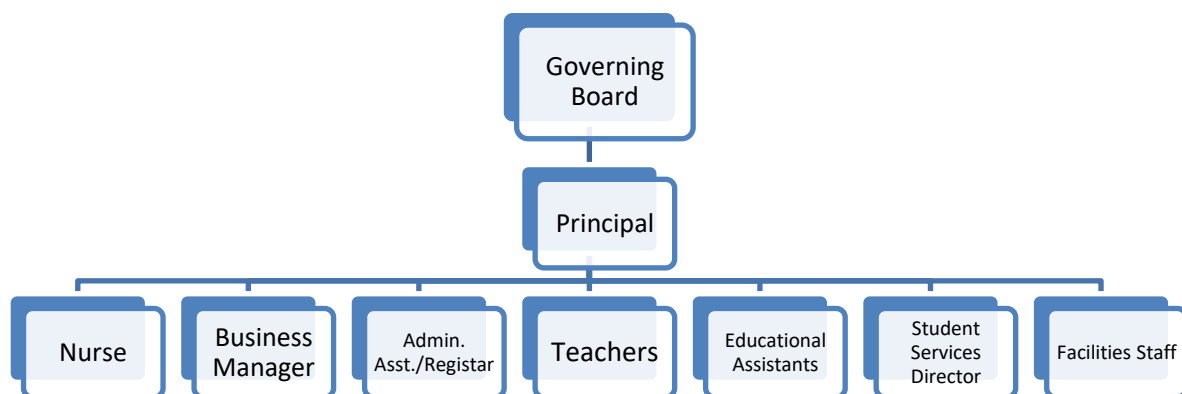 Governing
Board
Principal
Nurse
Business
Manager
Admin.
Asst./Registar
Teachers
Educational
Assistants
Student
Services
Director
Facilities Staff